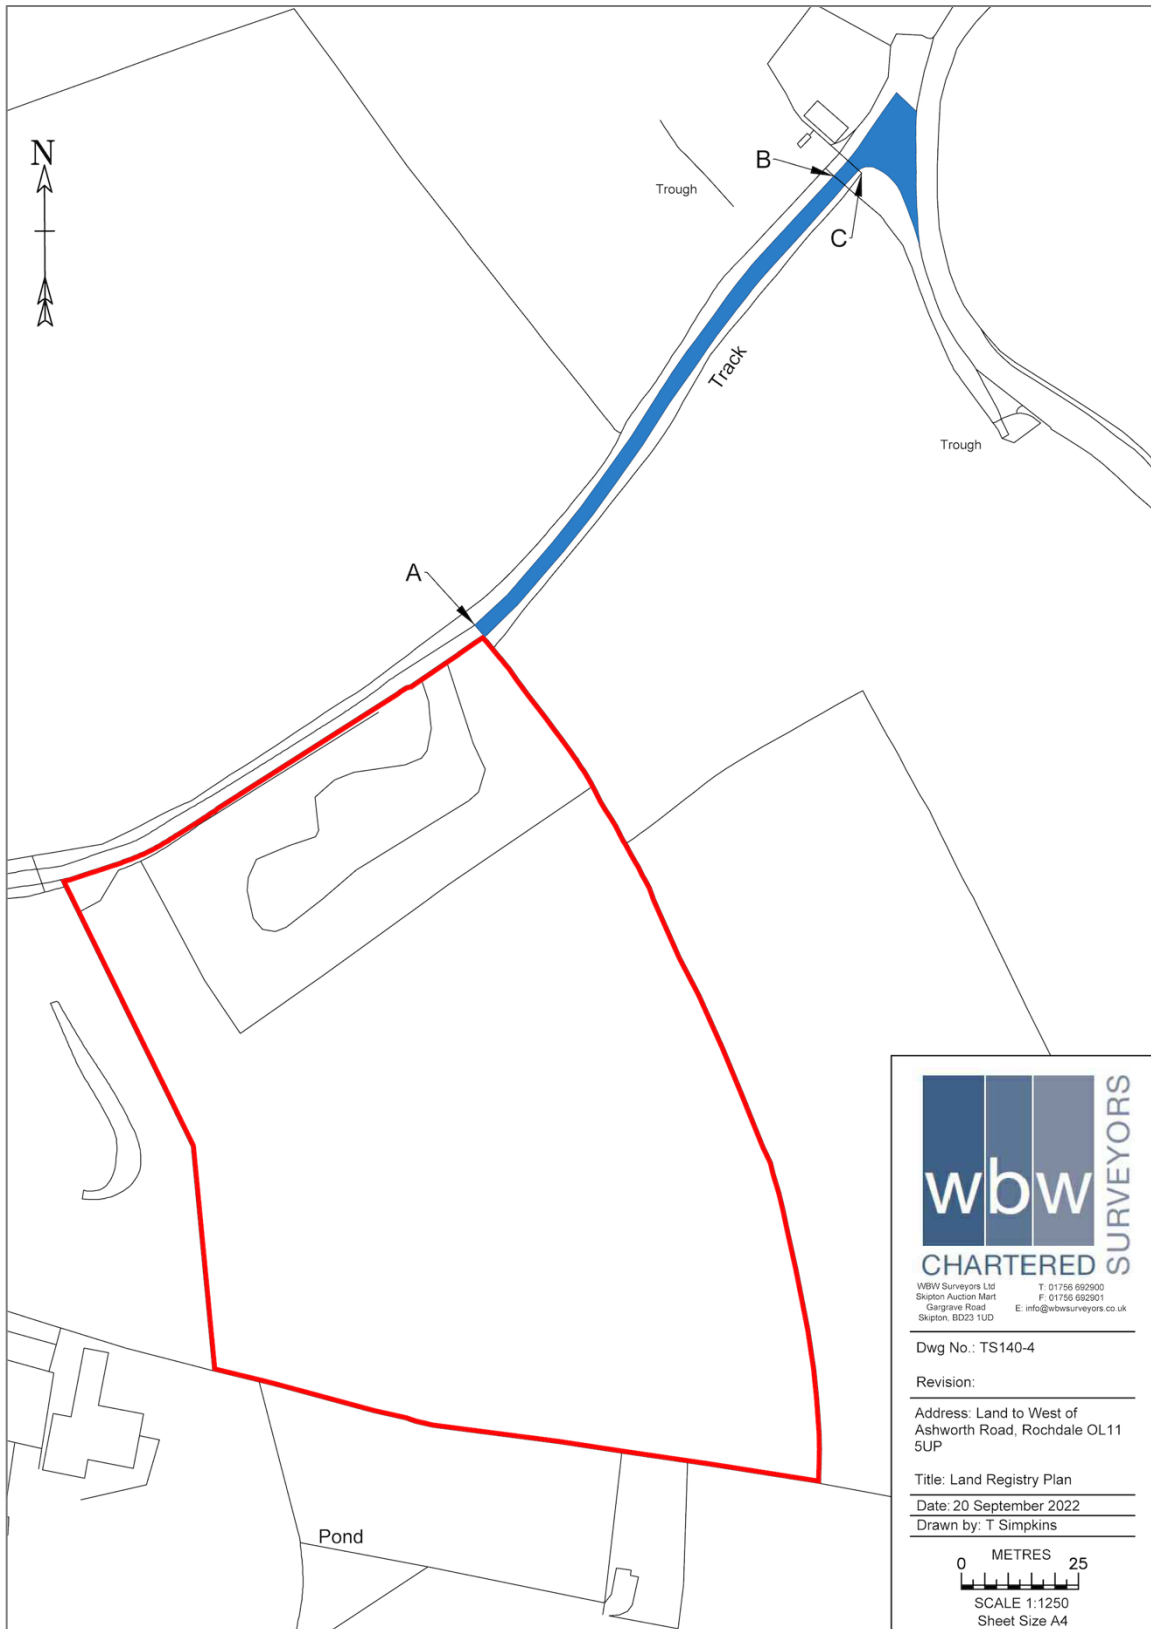 N
B
Trough
C
Track
Trough
A
Pond
wbw
SURVEYORS
CHARTERED
WBW Surveyors Ltd
Skipton Auction Mart
Gargrave Road
Skipton, BD23 1UD
T: 01756 692900
F: 01756 692901
E: info@wbwsurveyors.co.uk
Dwg No.: TS140-4
Revision:
Address: Land to West of
Ashworth Road, Rochdale OL11
5UP
Title: Land Registry Plan
Date: 20 September 2022
Drawn by: T Simpkins
METRES
0 25
SCALE 1:1250
Sheet Size A4